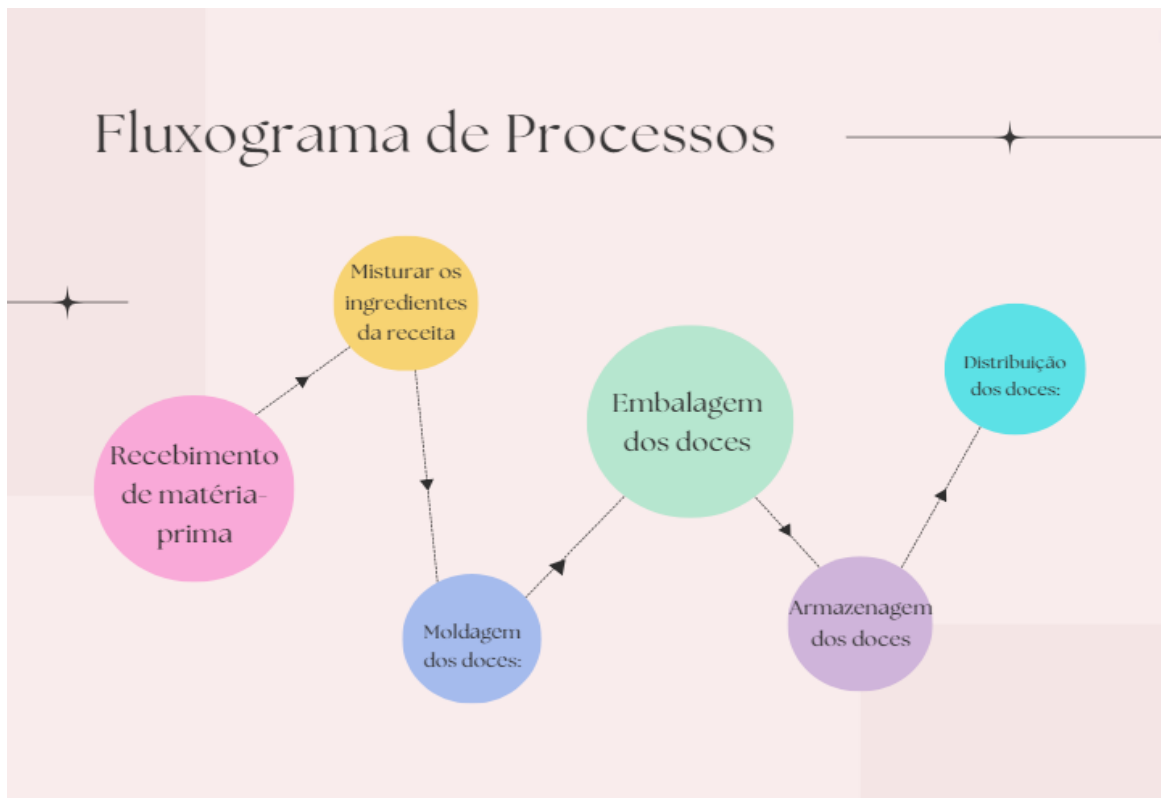 Fluxograma de Processos
Recebimento
de matéria-
prima
Misturar os
ingredientes
da receita
Moldagem
dos doces:
Embalagem
dos doces
Armazenagem
dos doces
Distribuição
dos doces: